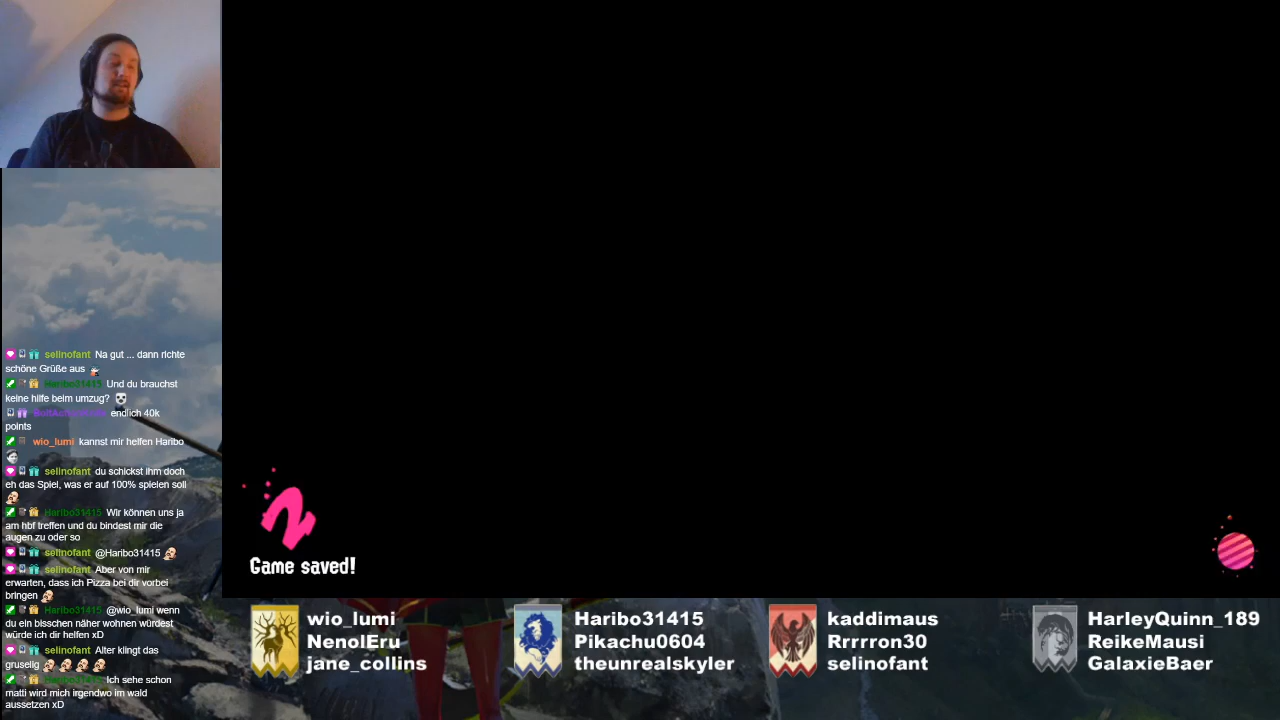 selinofant Na gut ... dann richte
schöne Grüße aus
Haribo31415 Und du brauchst
keine hilfe beim umzug?
endlich 40k
points
wio_lumi kannst mir helfen Haribo
selinofant du schickst ihm doch
eh das Spiel, was er auf 100% spielen soll
Haribo31415 Wir können uns ja
am hbf treffen und du bindest mir die
augen zu oder so
selinofant @Haribo31415
selinofant Aber von mir
erwarten, dass ich Pizza bei dir vorbei
bringen
Haribo31415 @wio_lumi wenn
du ein bisschen näher wohnen würdest
würde ich dir helfen xD
selinofant Alter klingt das
gruselig
Haribo31415 Ich sehe schon
matti wird mich irgendwo im wald
aussetzen xD
Game saved!
wio_lumi
NenolEru
jane_collins
Haribo31415
Pikachu0604
theunrealskyler
kaddimaus
Rrrrron30
selinofant
HarleyQuinn_189
ReikeMausi
GalaxieBaer